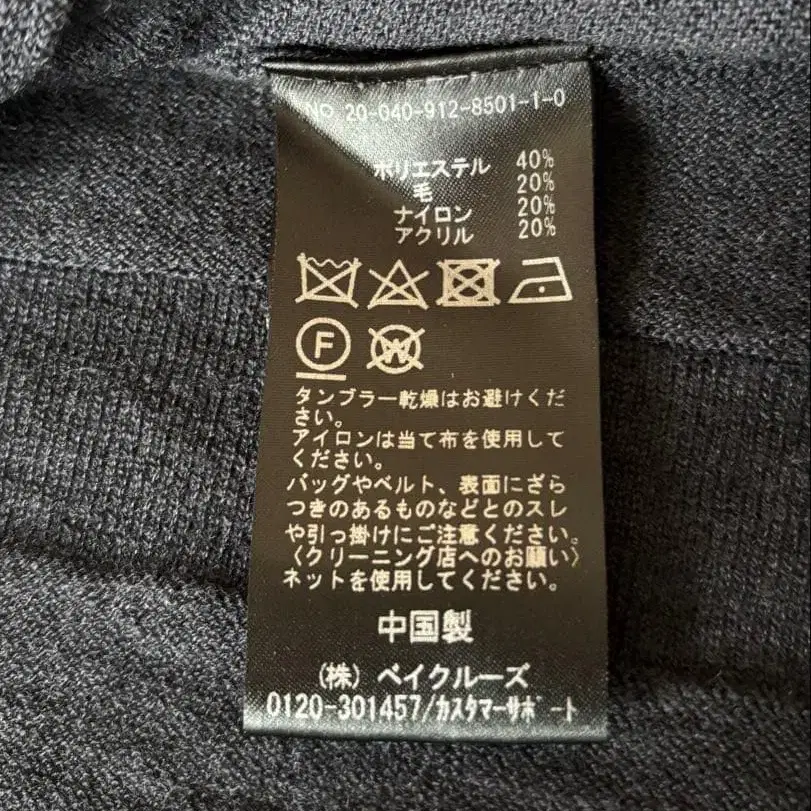 NO 20-040-912-8501-1-0
ポリエステル 40%
毛 20%
ナイロン 20%
アクリル 20%
F W
タンブラー乾燥はお避けくだ
さい。
アイロンは当て布を使用して
ください。
バッグやベルト、表面にざら
つきのあるものなどとのスレ
や引っ掛けにご注意ください。
〈クリーニング店へのお願い〉
ネットを使用してください。
中国製
(株) ベイクルーズ
0120-301457/カスタマーサポート